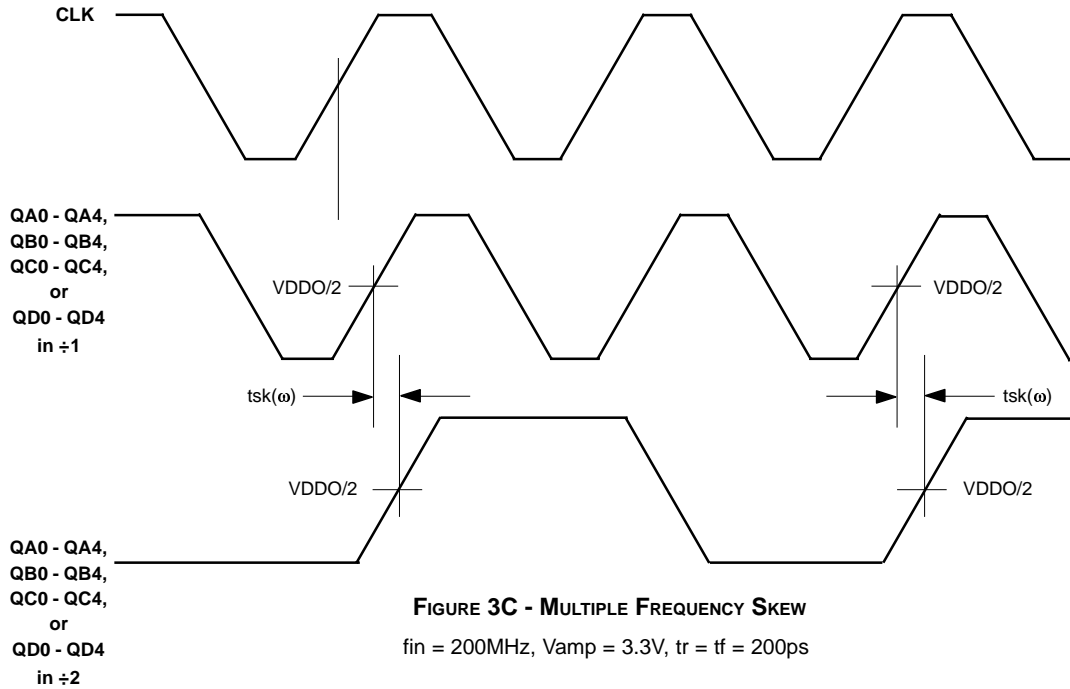 CLK
QA0 - QA4,
QB0 - QB4,
QC0 - QC4,
or
QD0 - QD4
in ÷1
VDDO/2
VDDO/2
tsk(ω)
tsk(ω)
VDDO/2
VDDO/2
QA0 - QA4,
QB0 - QB4,
QC0 - QC4,
or
QD0 - QD4
in ÷2
FIGURE 3C - MULTIPLE FREQUENCY SKEW
fin = 200MHz, Vamp = 3.3V, tr = tf = 200ps